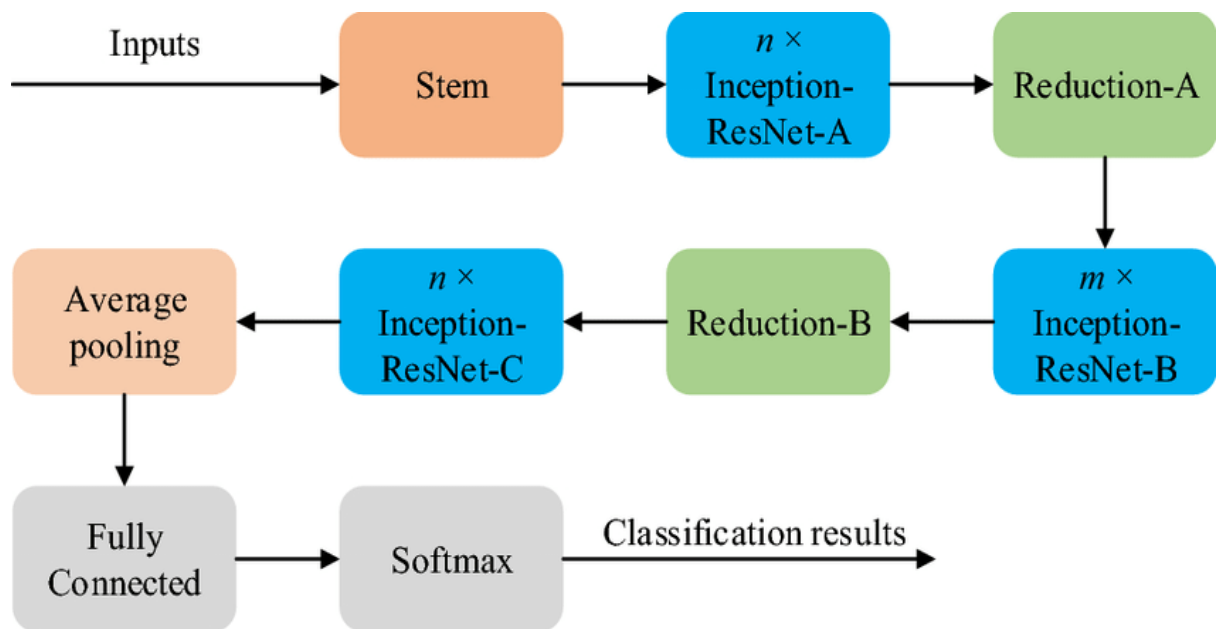 Inputs
Stem
n ×
Inception-
ResNet-A
Reduction-A
m ×
Inception-
ResNet-B
Reduction-B
n ×
Inception-
ResNet-C
Average
pooling
Fully
Connected
Softmax
Classification results